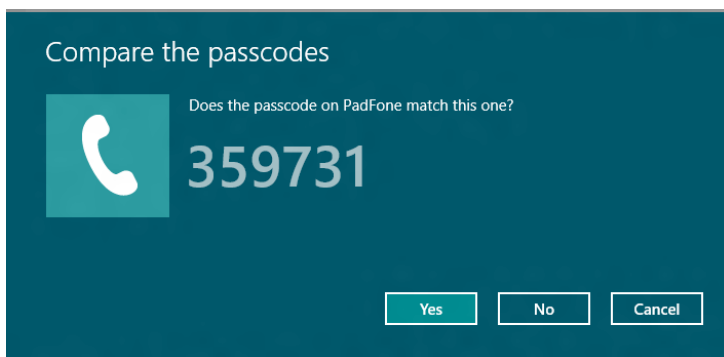 Compare the passcodes
Does the passcode on PadFone match this one?
359731
Yes No Cancel